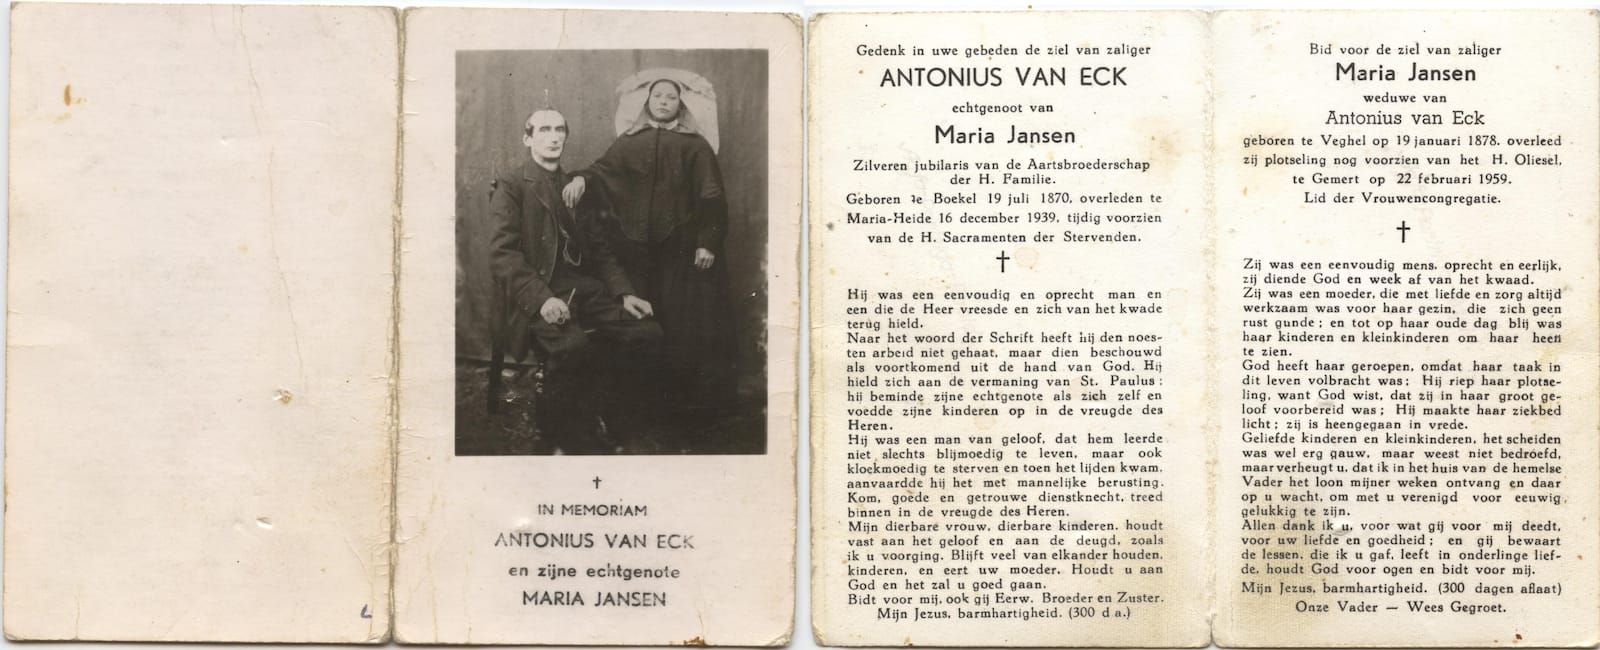 ✝
IN MEMORIAM
ANTONIUS VAN ECK
en zijne echtgenote
MARIA JANSEN
Gedenk in uwe gebeden de ziel van zaliger
ANTONIUS VAN ECK
echtgenoot van
Maria Jansen
Zilveren jubilaris van de Aartsbroederschap
der H. Familie.
Geboren te Boekel 19 juli 1870, overleden te
Maria-Heide 16 december 1939, tijdig voorzien
van de H. Sacramenten der Stervenden.
✝
Hij was een eenvoudig en oprecht man en
een die de Heer vreesde en zich van het kwade
terug hield.
Naar het woord der Schrift heeft hij den noes-
ten arbeid niet gehaat, maar dien beschouwd
als voortkomend uit de hand van God. Hij
hield zich aan de vermaning van St. Paulus:
hij beminde zijne echtgenote als zich zelf en
voedde zijne kinderen op in de vreugde des
Heren.
Hij was een man van geloof, dat hem leerde
niet slechts blijmoedig te leven, maar ook
kloekmoedig te sterven en toen het lijden kwam,
aanvaardde hij het met mannelijke berusting.
Kom, goede en getrouwe dienstknecht, treed
binnen in de vreugde des Heren.
Mijn dierbare vrouw, dierbare kinderen, houdt
vast aan het geloof en aan de deugd, zoals
ik u voorging. Blijft veel van elkander houden,
kinderen, en eert uw moeder. Houdt u aan
God en het zal u goed gaan.
Bidt voor mij, ook gij Eerw. Broeder en Zuster.
Mijn Jezus, barmhartigheid. (300 d.a.)
Bid voor de ziel van zaliger
Maria Jansen
weduwe van
Antonius van Eck
geboren te Veghel op 19 januari 1878, overleed
zij plotseling nog voorzien van het H. Oliesel,
te Gemert op 22 februari 1959.
Lid der Vrouwencongregatie.
✝
Zij was een eenvoudig mens, oprecht en eerlijk,
zij diende God en week af van het kwaad.
Zij was een moeder, die met liefde en zorg altijd
werkzaam was voor haar gezin, die zich geen
rust gunde; en tot op haar oude dag blij was
haar kinderen en kleinkinderen om haar heen
te zien.
God heeft haar geroepen, omdat haar taak in
dit leven volbracht was; Hij riep haar plotse-
ling, want God wist, dat zij in haar groot ge-
loof voorbereid was; Hij maakte haar ziekbed
licht; zij is heengegaan in vrede.
Geliefde kinderen en kleinkinderen, het scheiden
was wel erg gauw, maar weest niet bedroefd,
maar verheugt u, dat ik in het huis van de hemelse
Vader het loon mijner weken ontvang en daar
op u wacht, om met u verenigd voor eeuwig
gelukkig te zijn.
Allen dank ik u, voor wat gij voor mij deedt,
voor uw liefde en goedheid; en gij bewaart
de lessen, die ik u gaf, leeft in onderlinge lief-
de, houdt God voor ogen en bidt voor mij.
Mijn Jezus, barmhartigheid. (300 dagen aflaat)
Onze Vader — Wees Gegroet.